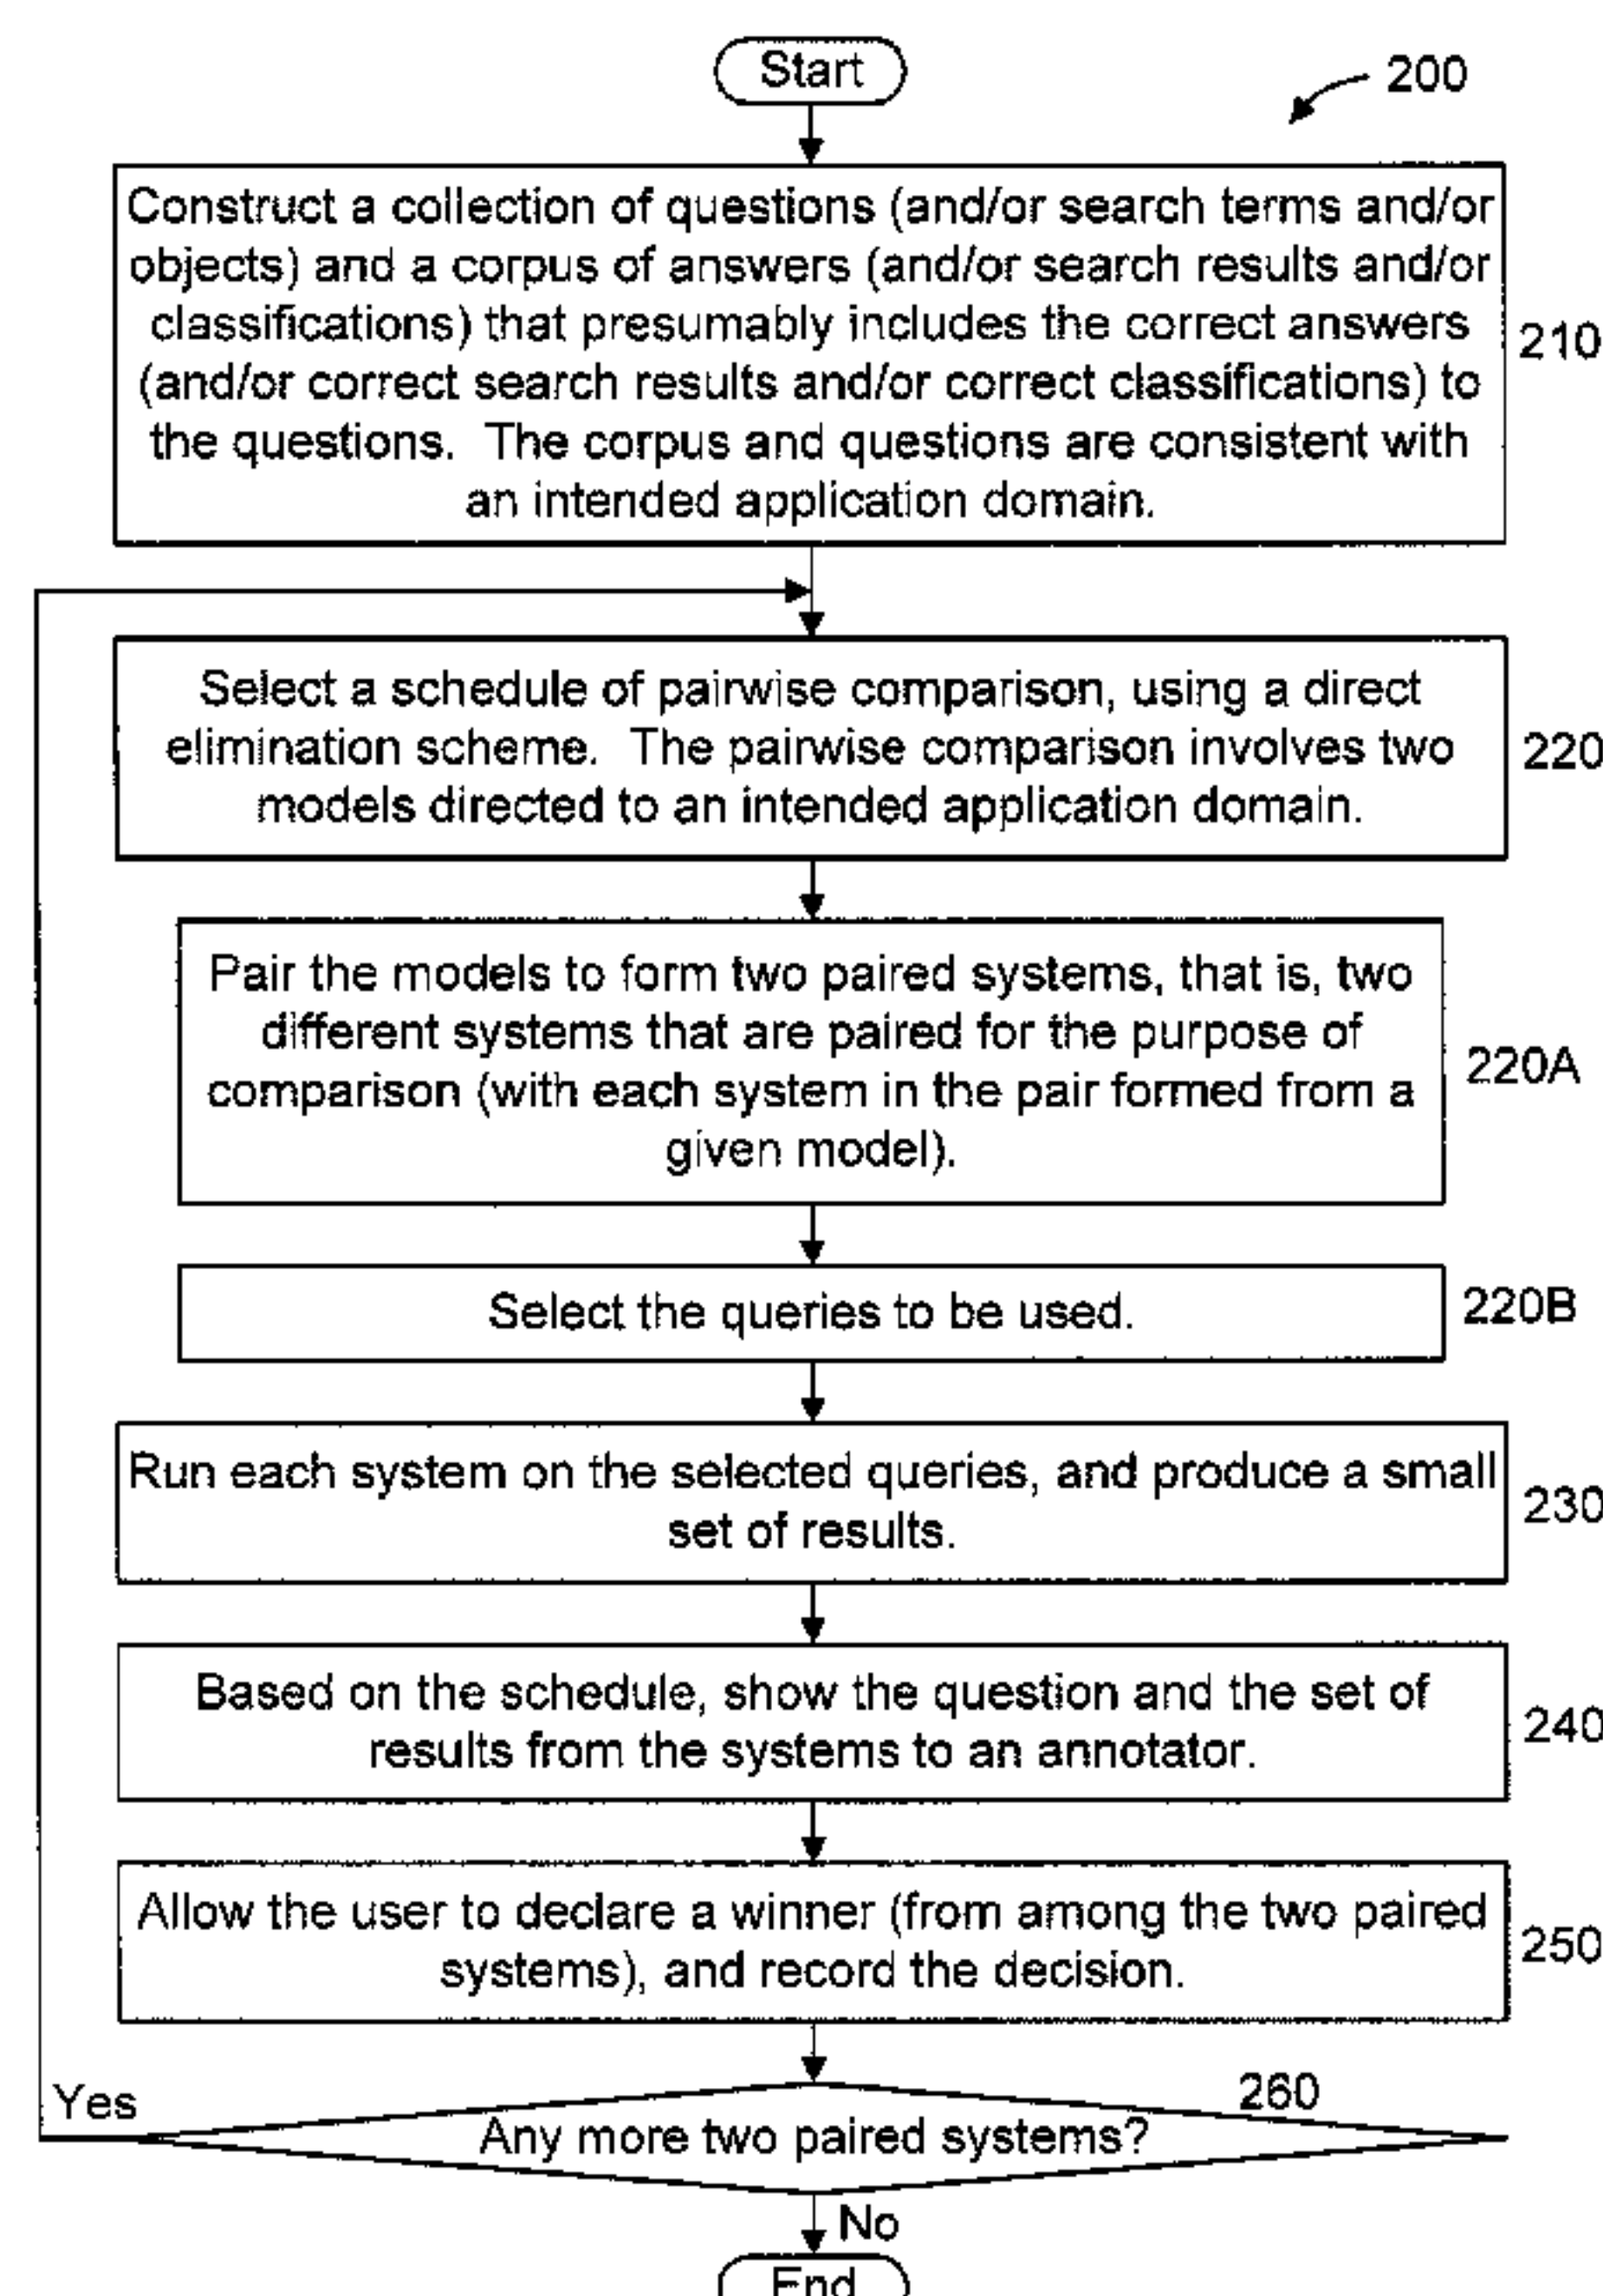 Start
200
Construct a collection of questions (and/or search terms and/or
objects) and a corpus of answers (and/or search results and/or
classifications) that presumably includes the correct answers
(and/or correct search results and/or correct classifications) to
the questions. The corpus and questions are consistent with
an intended application domain.
210
Select a schedule of pairwise comparison, using a direct
elimination scheme. The pairwise comparison involves two
models directed to an intended application domain.
220
Pair the models to form two paired systems, that is, two
different systems that are paired for the purpose of
comparison (with each system in the pair formed from a
given model).
220A
Select the queries to be used.
220B
Run each system on the selected queries, and produce a small
set of results.
230
Based on the schedule, show the question and the set of
results from the systems to an annotator.
240
Allow the user to declare a winner (from among the two paired
systems), and record the decision.
250
Yes
260
Any more two paired systems?
No
End